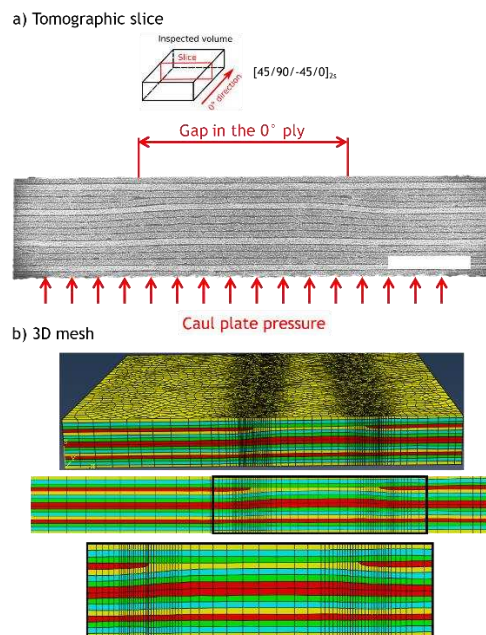 a) Tomographic slice
Inspected volume
Slice
0° direction
[45/90/-45/0]2s
Gap in the 0° ply
Caul plate pressure
b) 3D mesh